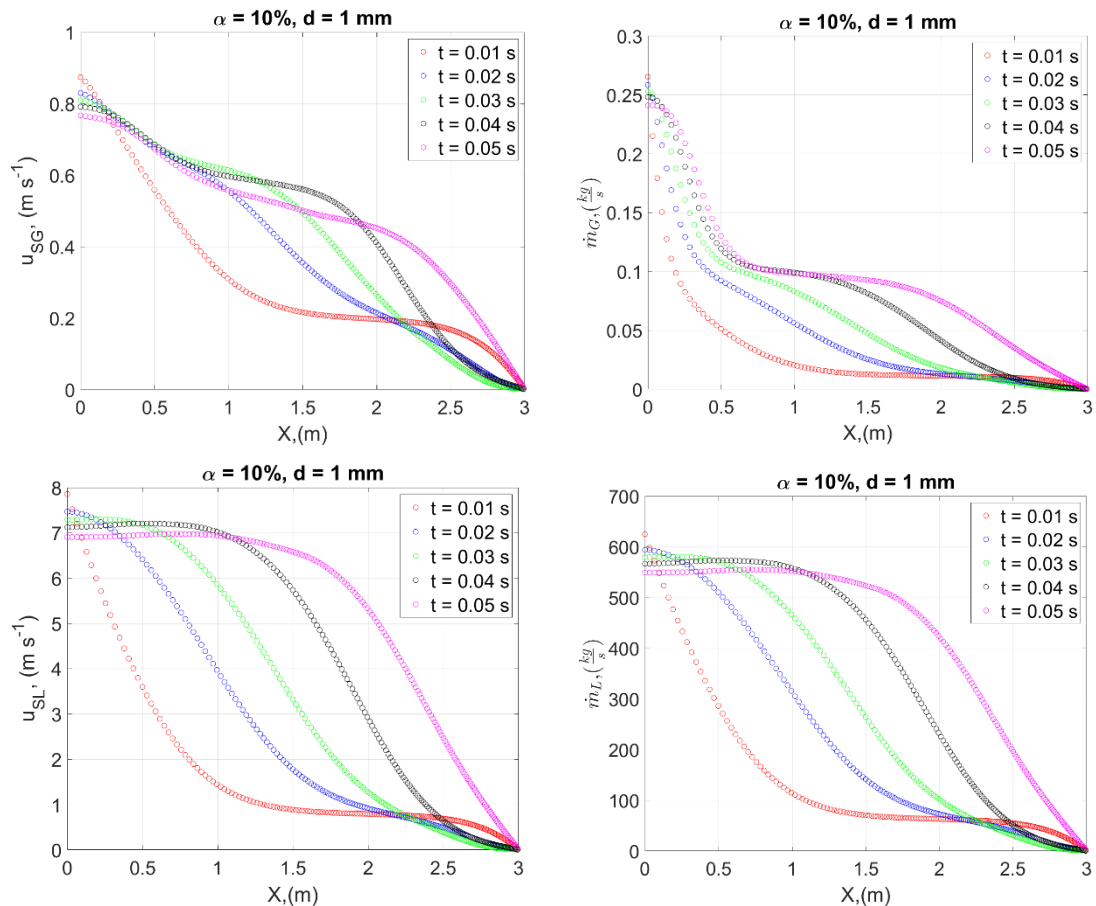 α = 10%, d = 1 mm
1
0.8
0.6
0.4
0.2
0
u_SG, (m s⁻¹)
t = 0.01 s
t = 0.02 s
t = 0.03 s
t = 0.04 s
t = 0.05 s
0 0.5 1 1.5 2 2.5 3
X,(m)
α = 10%, d = 1 mm
0.3
0.25
0.2
0.15
0.1
0.05
0
ṁ_G,(kg/s)
t = 0.01 s
t = 0.02 s
t = 0.03 s
t = 0.04 s
t = 0.05 s
0 0.5 1 1.5 2 2.5 3
X,(m)
α = 10%, d = 1 mm
8
7
6
5
4
3
2
1
0
u_SL, (m s⁻¹)
t = 0.01 s
t = 0.02 s
t = 0.03 s
t = 0.04 s
t = 0.05 s
0 0.5 1 1.5 2 2.5 3
X,(m)
α = 10%, d = 1 mm
700
600
500
400
300
200
100
0
ṁ_L,(kg/s)
t = 0.01 s
t = 0.02 s
t = 0.03 s
t = 0.04 s
t = 0.05 s
0 0.5 1 1.5 2 2.5 3
X,(m)